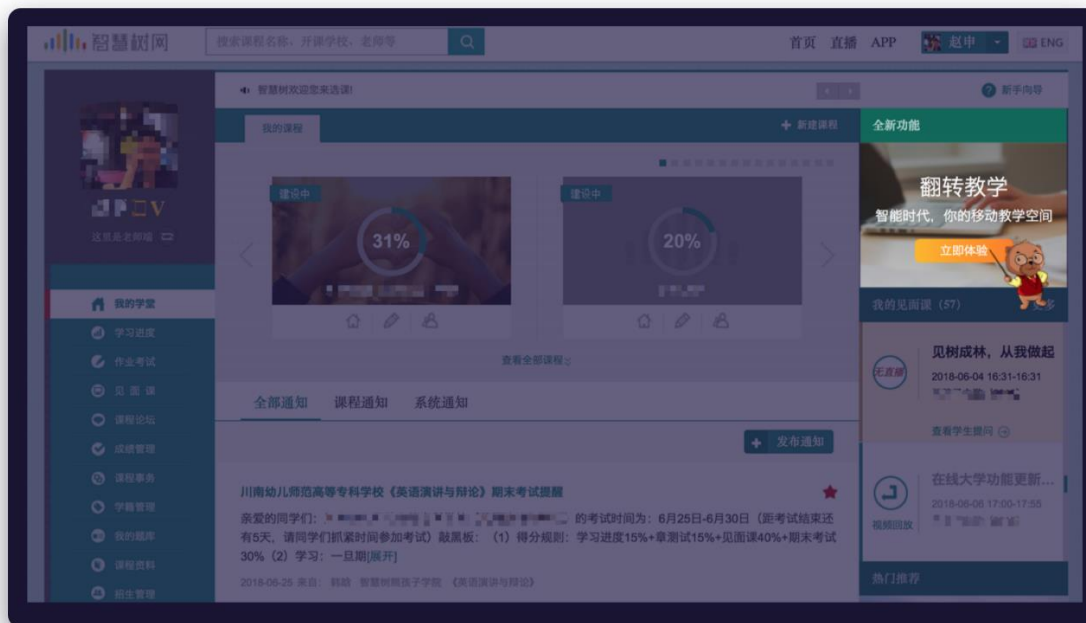 智慧树网
搜索课程名称、开课学校、老师等
首页 直播 APP 赵申 ENG
智慧树欢迎您来选课!
新手向导
我的课程
新建课程
全新功能
建设中
建设中
31%
20%
翻转教学
智能时代,你的移动教学空间
立即体验
这里是老师端
我的学堂
学习进度
作业考试
见面课
课程论坛
成绩管理
课程事务
学籍管理
我的题库
课程资料
招生管理
查看全部课程
全部通知 课程通知 系统通知
发布通知
川南幼儿师范高等专科学校《英语演讲与辩论》期末考试提醒
亲爱的同学们:
的考试时间为:6月25日-6月30日(距考试结束还
有5天,请同学们抓紧时间参加考试)敲黑板:(1)得分规则:学习进度15%+章测试15%+见面课40%+期末考试
30%(2)学习:一旦期[展开]
2018-06-25 来自: 智慧树熊孩子学院 《英语演讲与辩论》
我的见面课(57) 更多
无直播
见树成林,从我做起
2018-06-04 16:31-16:31
查看学生提问
在线大学功能更新...
2018-06-06 17:00-17:55
视频回放
热门推荐